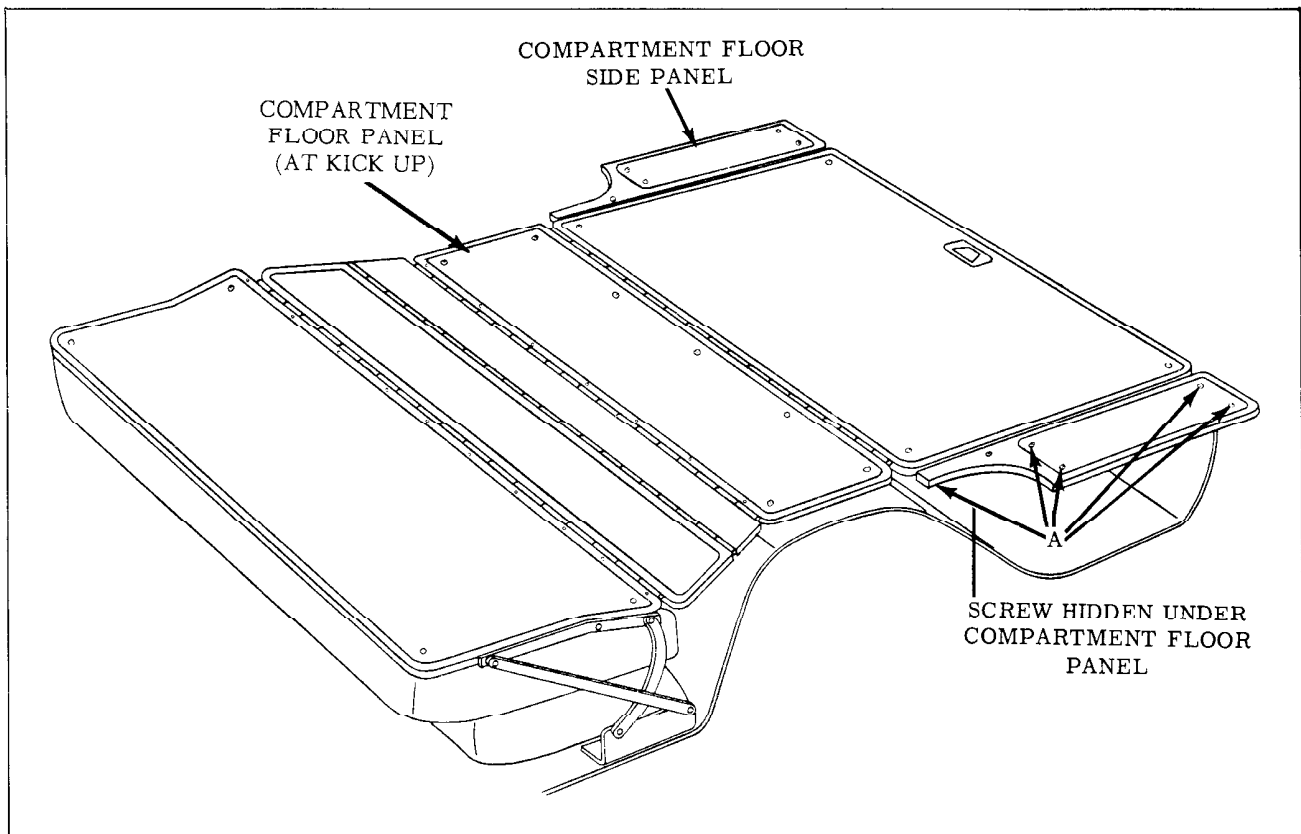 COMPARTMENT FLOOR
SIDE PANEL
COMPARTMENT
FLOOR PANEL
(AT KICK UP)
A
SCREW HIDDEN UNDER
COMPARTMENT FLOOR
PANEL